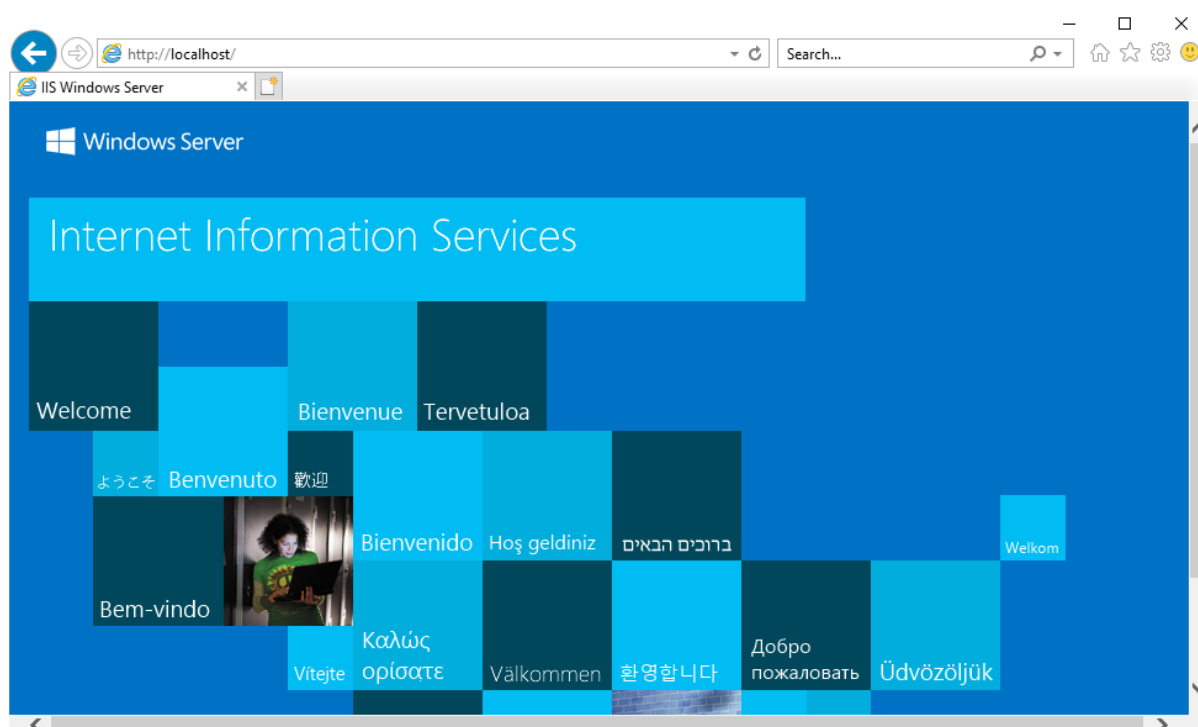 http://localhost/
Search...
IIS Windows Server
Windows Server
Internet Information Services
Welcome
Bienvenue
Tervetuloa
ようこそ
Benvenuto
歡迎
Bienvenido
Hoş geldiniz
ברוכים הבאים
Welkom
Bem-vindo
Vítejte
Καλώς
ορίσατε
Välkommen
환영합니다
Добро
пожаловать
Üdvözöljük